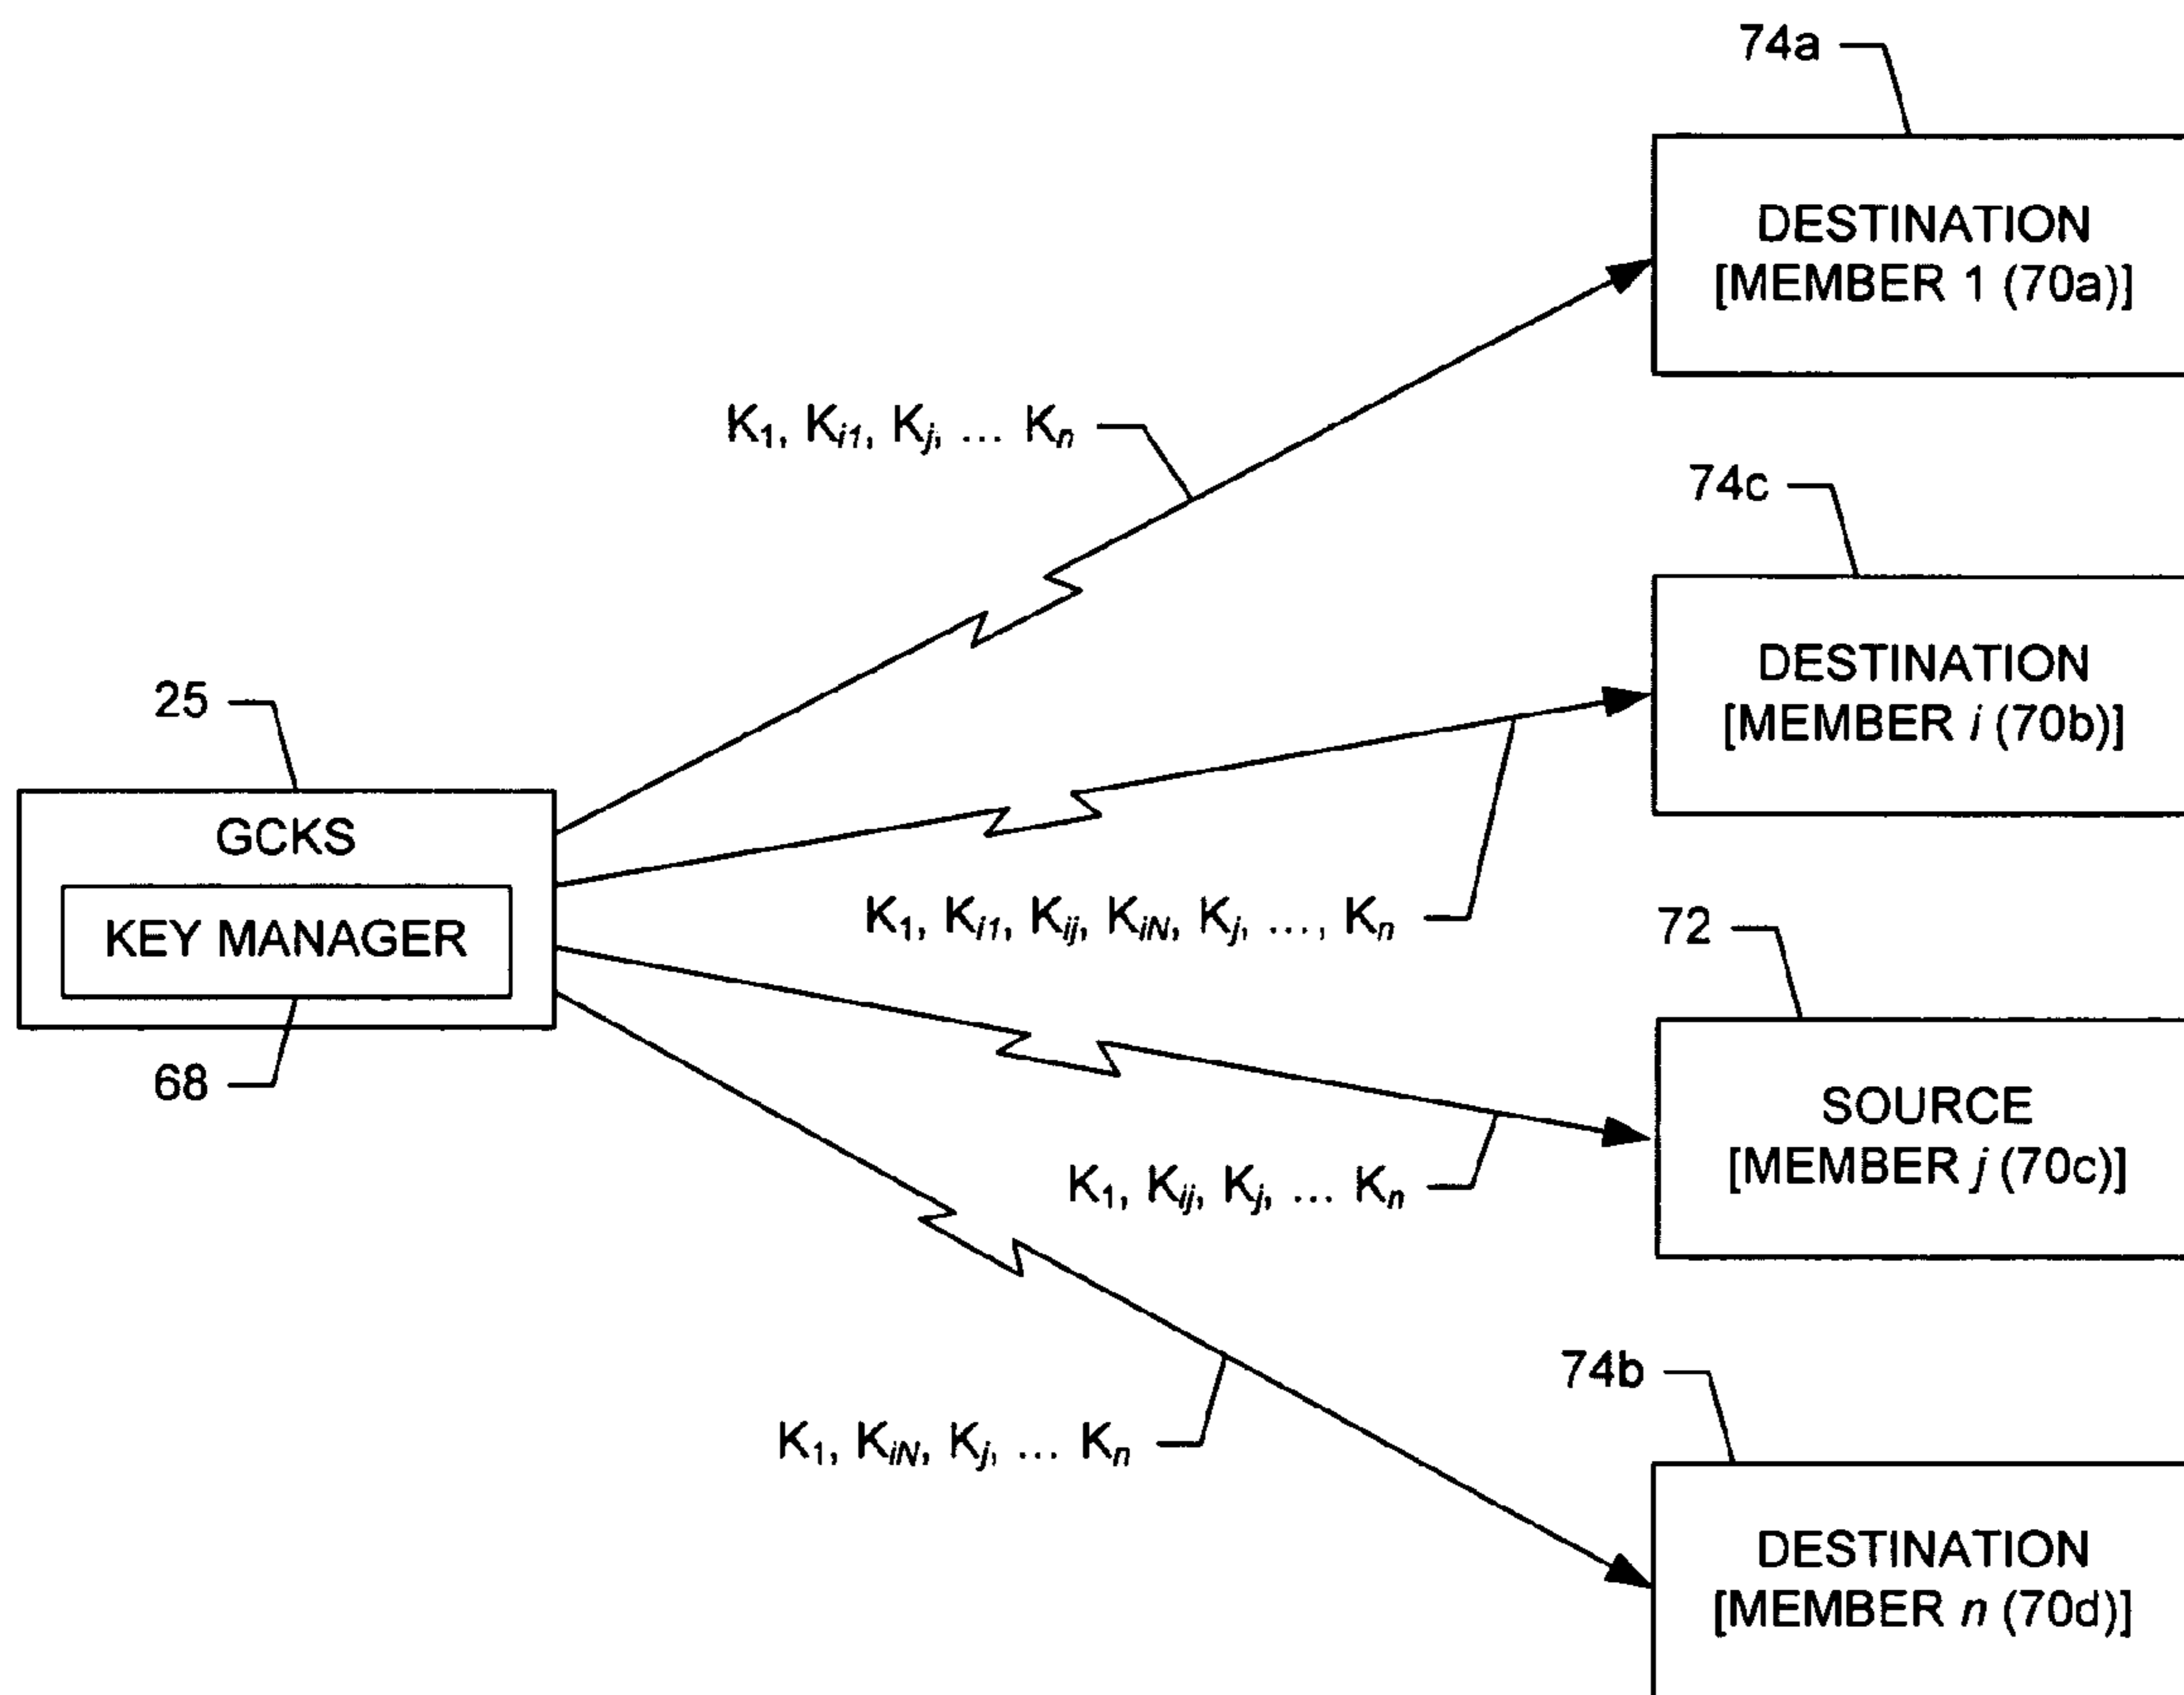 74a
DESTINATION
[MEMBER 1 (70a)]
K1, Ki1, Kj, ... Kn
74c
DESTINATION
[MEMBER i (70b)]
25
GCKS
KEY MANAGER
68
K1, Ki1, Kij, KiN, Kj, ..., Kn
72
SOURCE
[MEMBER j (70c)]
K1, Kij, Kj, ... Kn
74b
K1, KiN, Kj, ... Kn
DESTINATION
[MEMBER n (70d)]